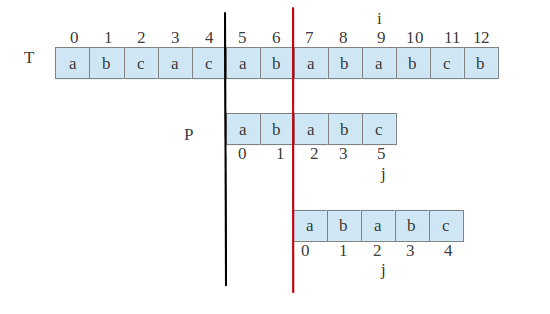 i
0 1 2 3 4 5 6 7 8 9 10 11 12
T a b c a c a b a b a b c b
P a b a b c
0 1 2 3 5
j
a b a b c
0 1 2 3 4
j